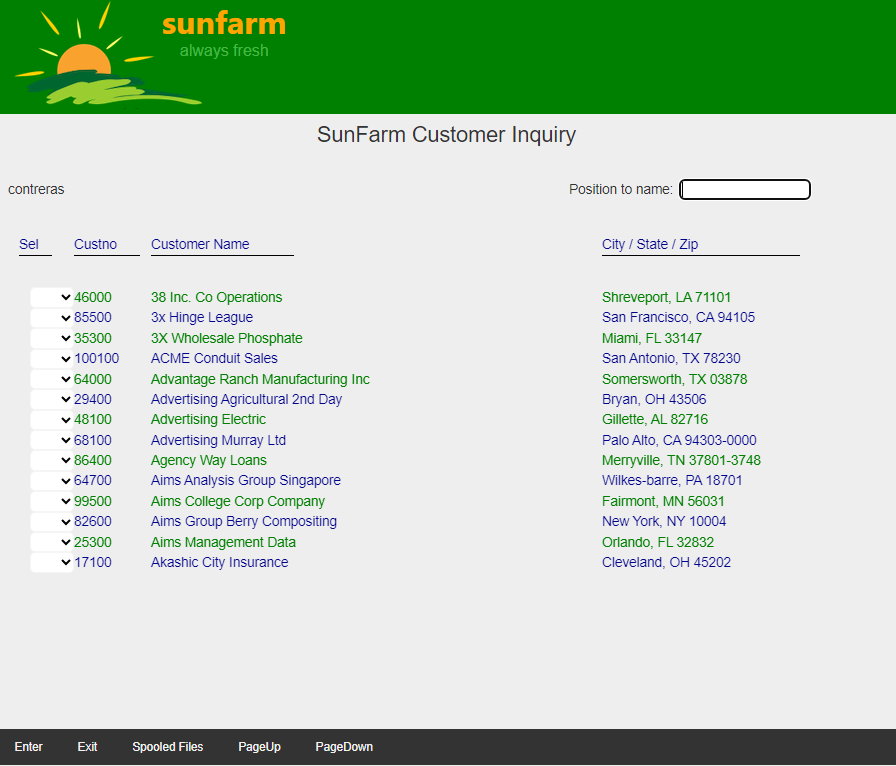 sunfarm
always fresh
SunFarm Customer Inquiry
contreras Position to name:
Sel Custno Customer Name City / State / Zip
46000 38 Inc. Co Operations Shreveport, LA 71101
85500 3x Hinge League San Francisco, CA 94105
35300 3X Wholesale Phosphate Miami, FL 33147
100100 ACME Conduit Sales San Antonio, TX 78230
64000 Advantage Ranch Manufacturing Inc Somersworth, TX 03878
29400 Advertising Agricultural 2nd Day Bryan, OH 43506
48100 Advertising Electric Gillette, AL 82716
68100 Advertising Murray Ltd Palo Alto, CA 94303-0000
86400 Agency Way Loans Merryville, TN 37801-3748
64700 Aims Analysis Group Singapore Wilkes-barre, PA 18701
99500 Aims College Corp Company Fairmont, MN 56031
82600 Aims Group Berry Compositing New York, NY 10004
25300 Aims Management Data Orlando, FL 32832
17100 Akashic City Insurance Cleveland, OH 45202
Enter Exit Spooled Files PageUp PageDown